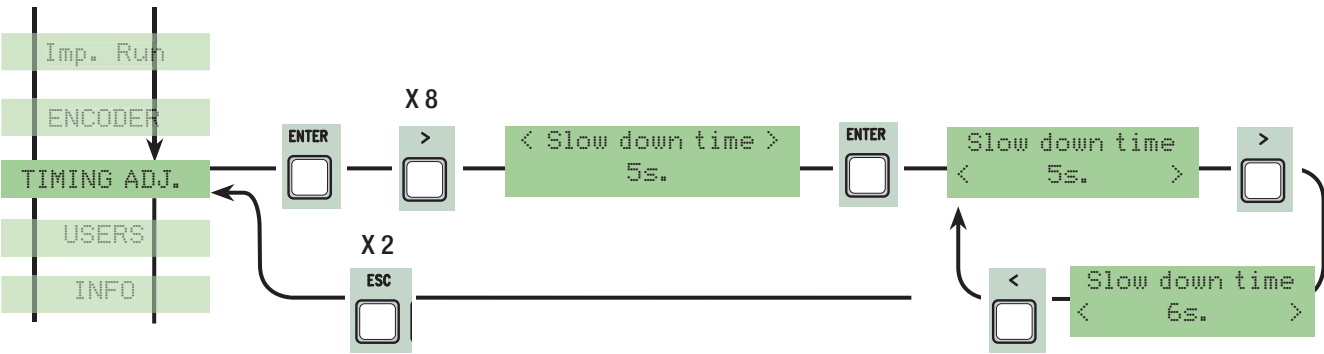 Imp. Run
ENCODER
TIMING ADJ.
USERS
INFO
ENTER
X 8
>
< Slow down time >
5s.
ENTER
Slow down time
< 5s. >
>
X 2
ESC
<
Slow down time
< 6s. >